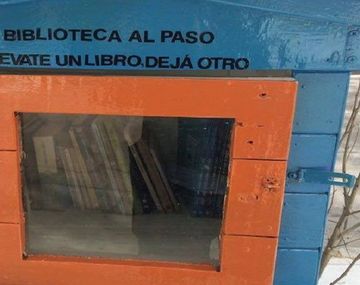 BIBLIOTECA AL PASO
EVATE UN LIBRO, DEJÁ OTRO